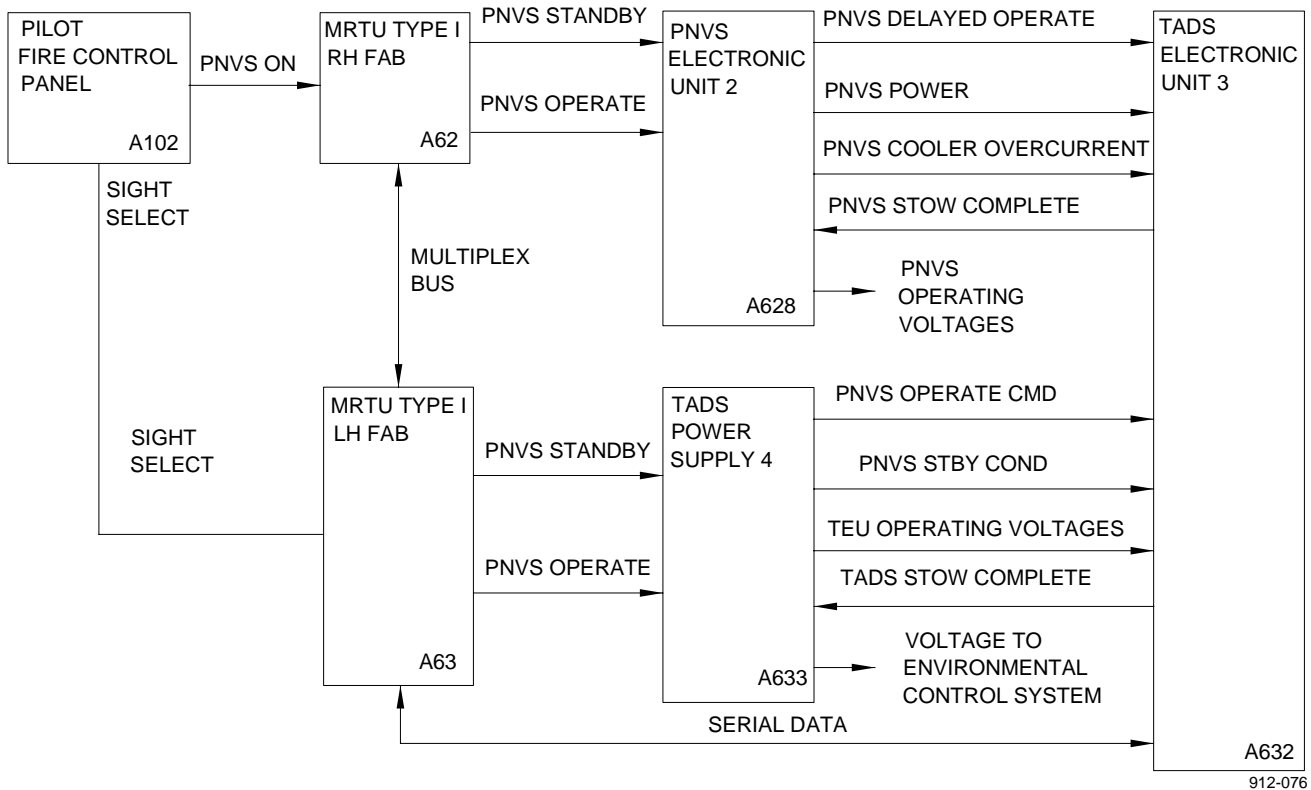 PILOT
FIRE CONTROL
PANEL
A102
PNVS ON
MRTU TYPE I
RH FAB
A62
PNVS STANDBY
PNVS OPERATE
PNVS
ELECTRONIC
UNIT 2
A628
PNVS DELAYED OPERATE
PNVS POWER
PNVS COOLER OVERCURRENT
PNVS STOW COMPLETE
PNVS
OPERATING
VOLTAGES
TADS
ELECTRONIC
UNIT 3
SIGHT
SELECT
MULTIPLEX
BUS
SIGHT
SELECT
MRTU TYPE I
LH FAB
A63
PNVS STANDBY
PNVS OPERATE
TADS
POWER
SUPPLY 4
A633
PNVS OPERATE CMD
PNVS STBY COND
TEU OPERATING VOLTAGES
TADS STOW COMPLETE
VOLTAGE TO
ENVIRONMENTAL
CONTROL SYSTEM
SERIAL DATA
A632
912-076